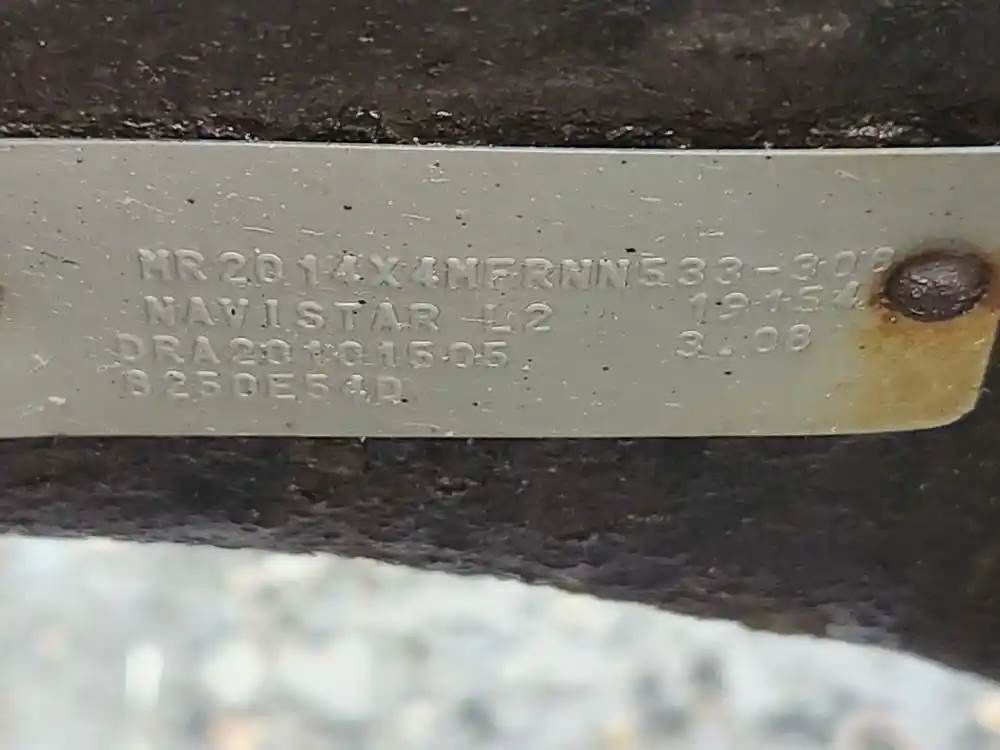 MR2014X4MFRNN533-308
NAVISTAR L2 19154
DRA20101505 3.08
8250E54D